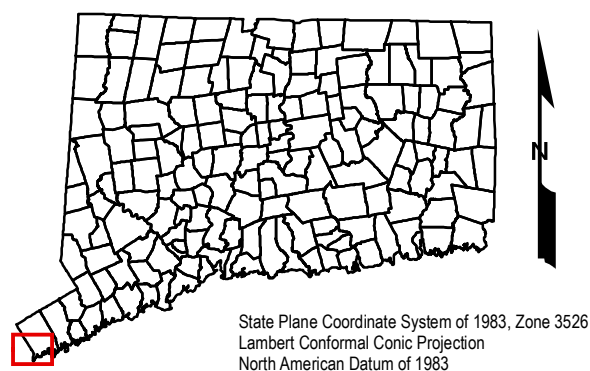 N
State Plane Coordinate System of 1983, Zone 3526
Lambert Conformal Conic Projection
North American Datum of 1983